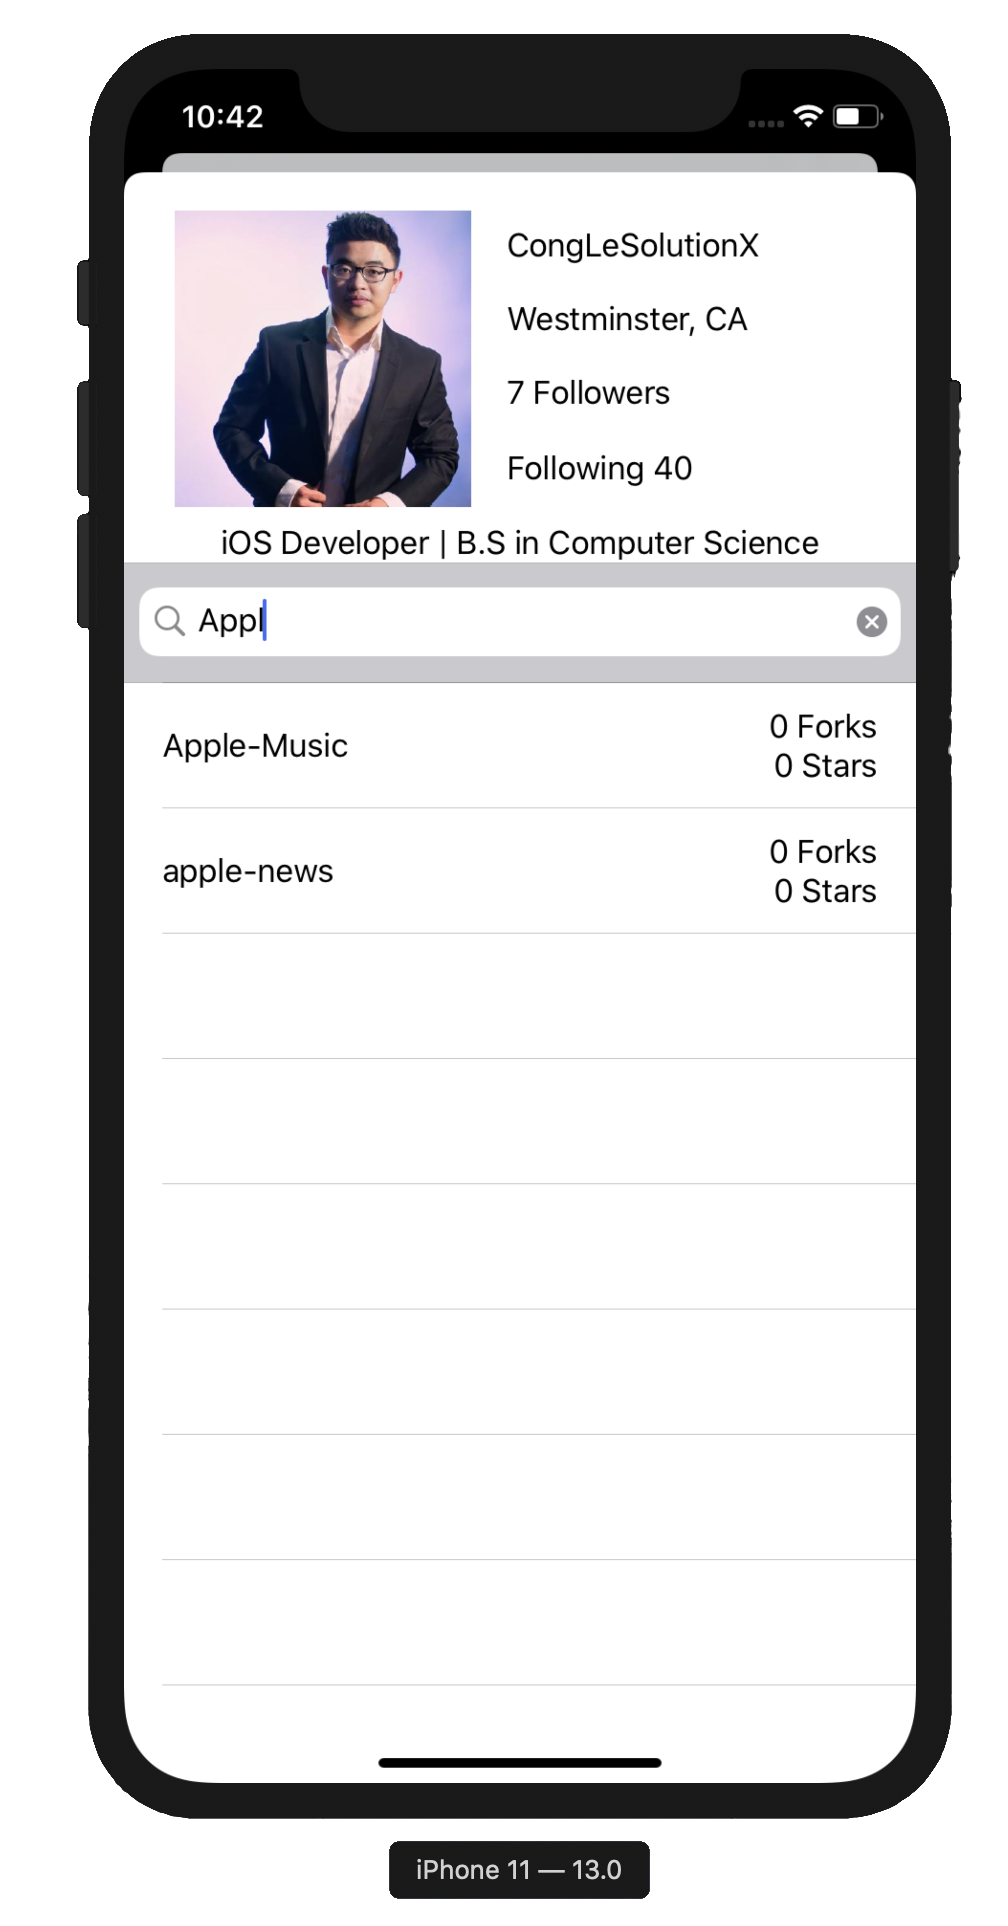 10:42
CongLeSolutionX
Westminster, CA
7 Followers
Following 40
iOS Developer | B.S in Computer Science
Appl
Apple-Music
0 Forks
0 Stars
apple-news
0 Forks
0 Stars
iPhone 11 — 13.0